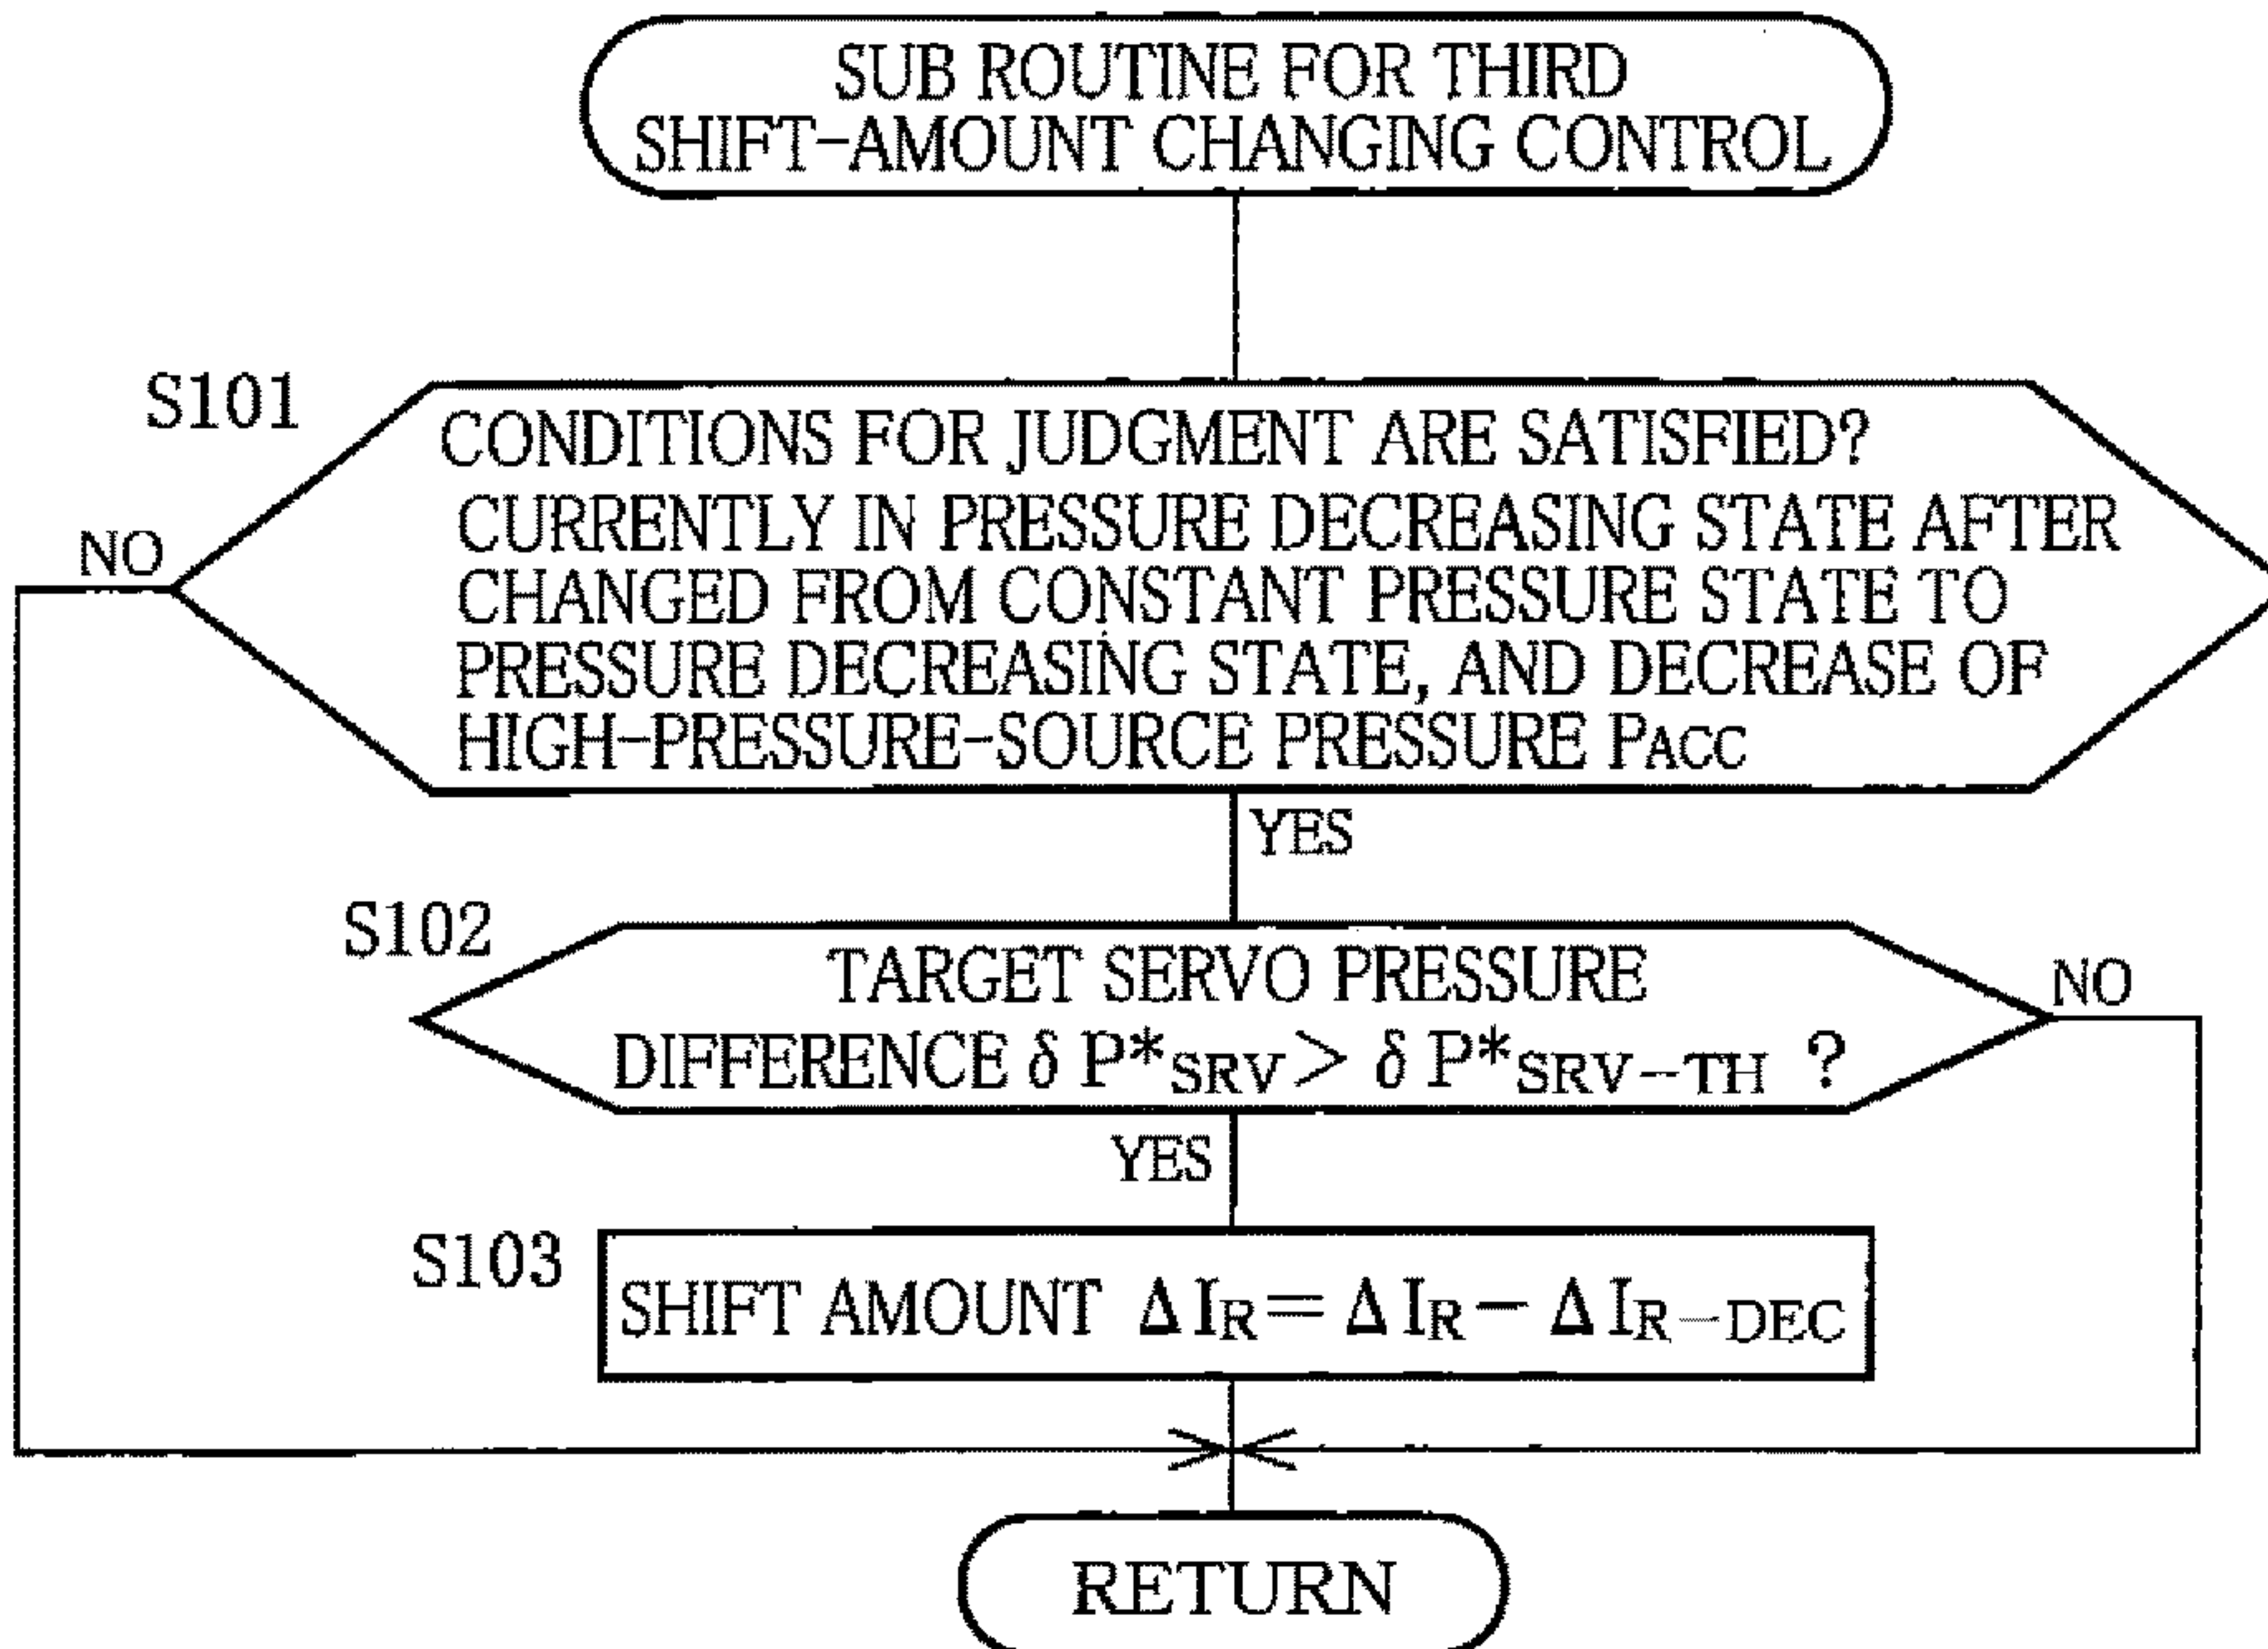 SUB ROUTINE FOR THIRD
SHIFT-AMOUNT CHANGING CONTROL
S101
CONDITIONS FOR JUDGMENT ARE SATISFIED?
CURRENTLY IN PRESSURE DECREASING STATE AFTER
CHANGED FROM CONSTANT PRESSURE STATE TO
PRESSURE DECREASING STATE, AND DECREASE OF
HIGH-PRESSURE-SOURCE PRESSURE PACC
NO
YES
S102
TARGET SERVO PRESSURE
DIFFERENCE δ P*SRV > δ P*SRV-TH ?
NO
YES
S103
SHIFT AMOUNT ΔIR = ΔIR − ΔIR-DEC
RETURN